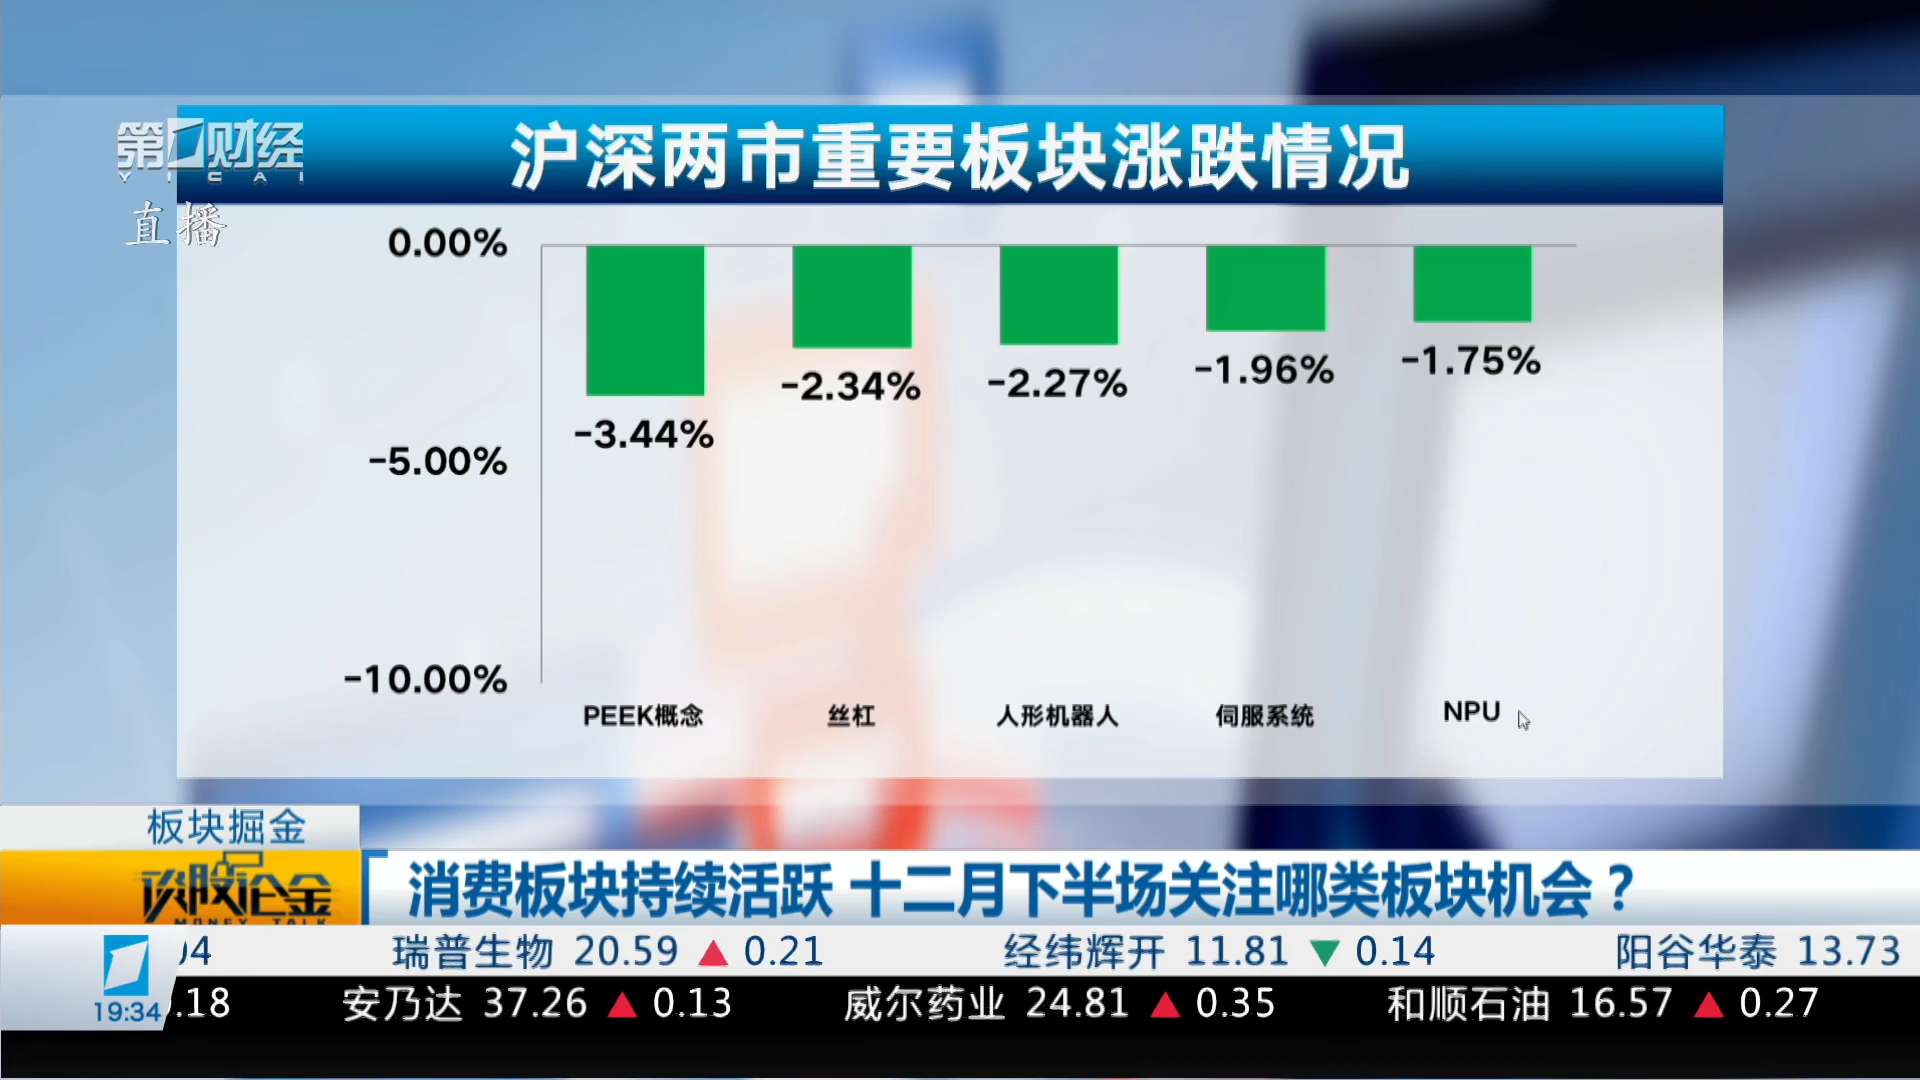 第一财经
YICAI
直播
沪深两市重要板块涨跌情况
0.00%
-5.00%
-10.00%
-3.44%
-2.34%
-2.27%
-1.96%
-1.75%
PEEK概念
丝杠
人形机器人
伺服系统
NPU
板块掘金
谈股论金
MONEY TALK
消费板块持续活跃 十二月下半场关注哪类板块机会？
04 瑞普生物 20.59 ▲ 0.21 经纬辉开 11.81 ▼ 0.14 阳谷华泰 13.73
19:34
.18 安乃达 37.26 ▲ 0.13 威尔药业 24.81 ▲ 0.35 和顺石油 16.57 ▲ 0.27